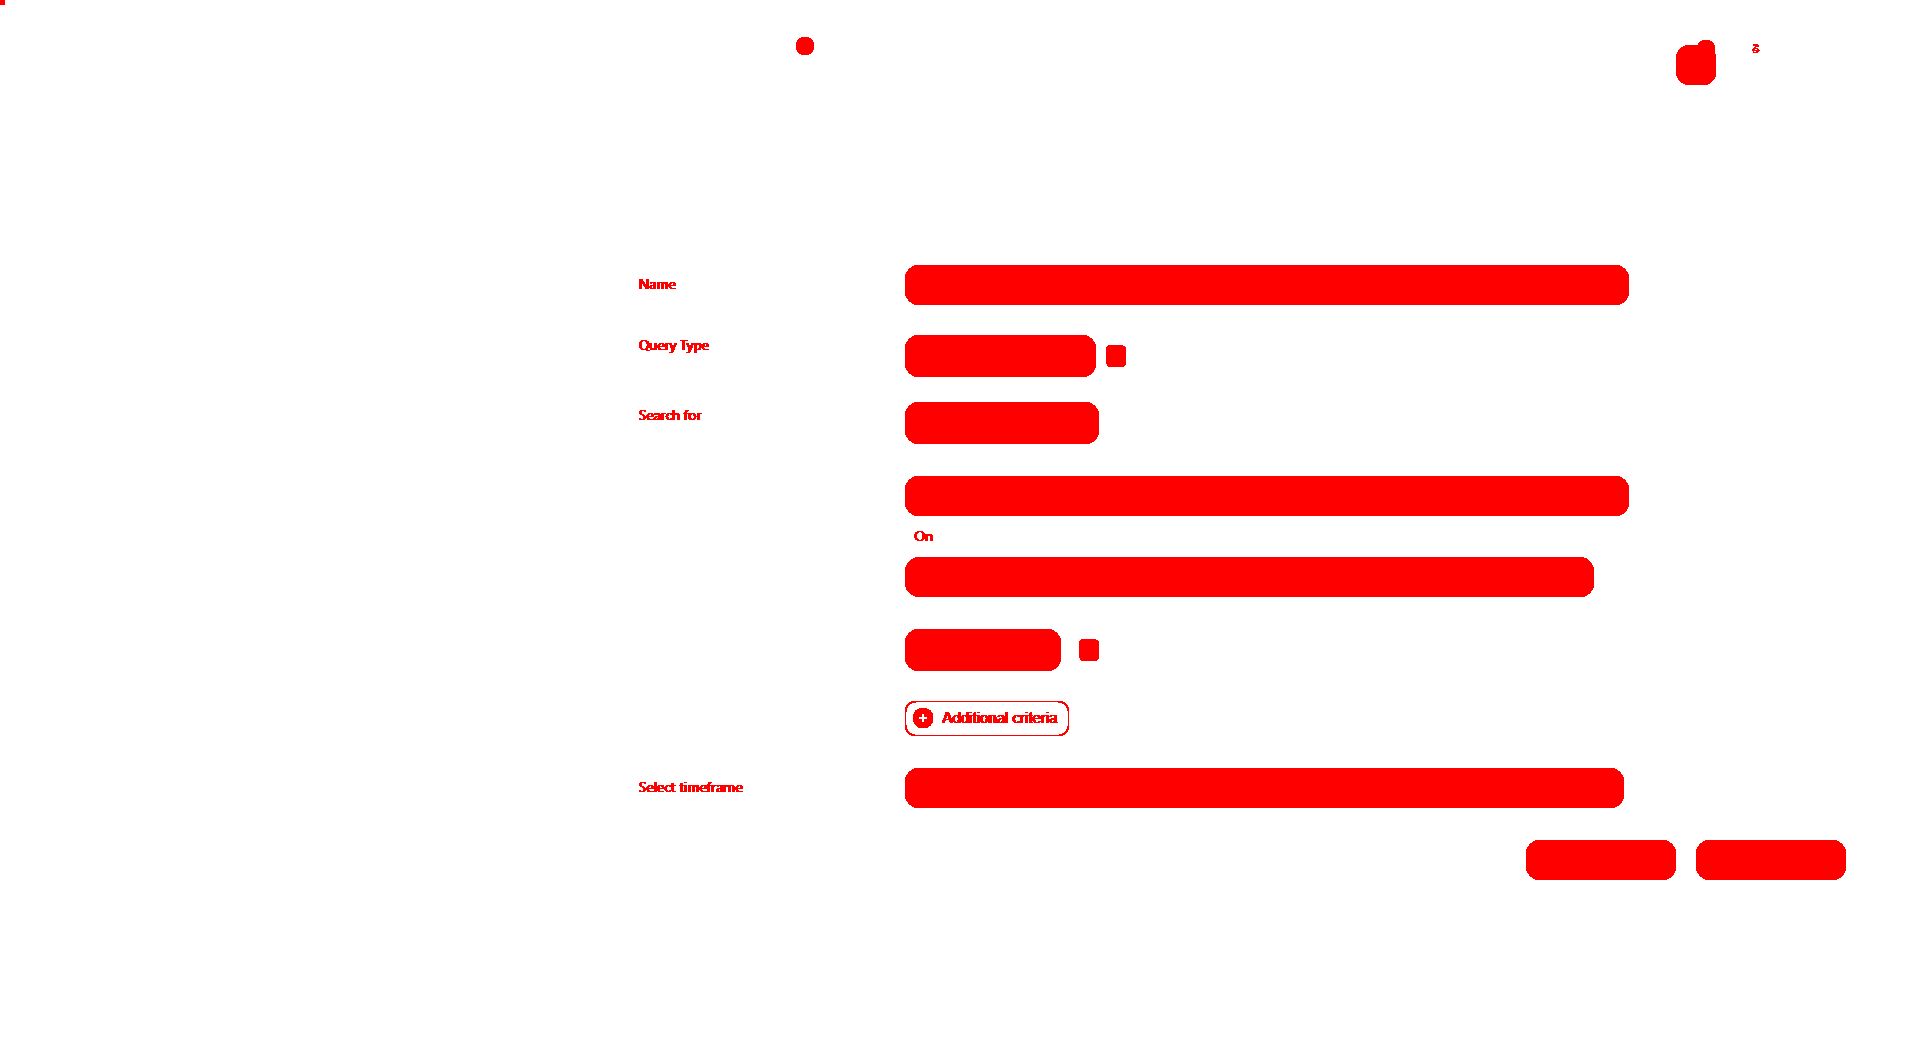 Name
Query Type
Search for
On
Additional criteria
Select timeframe